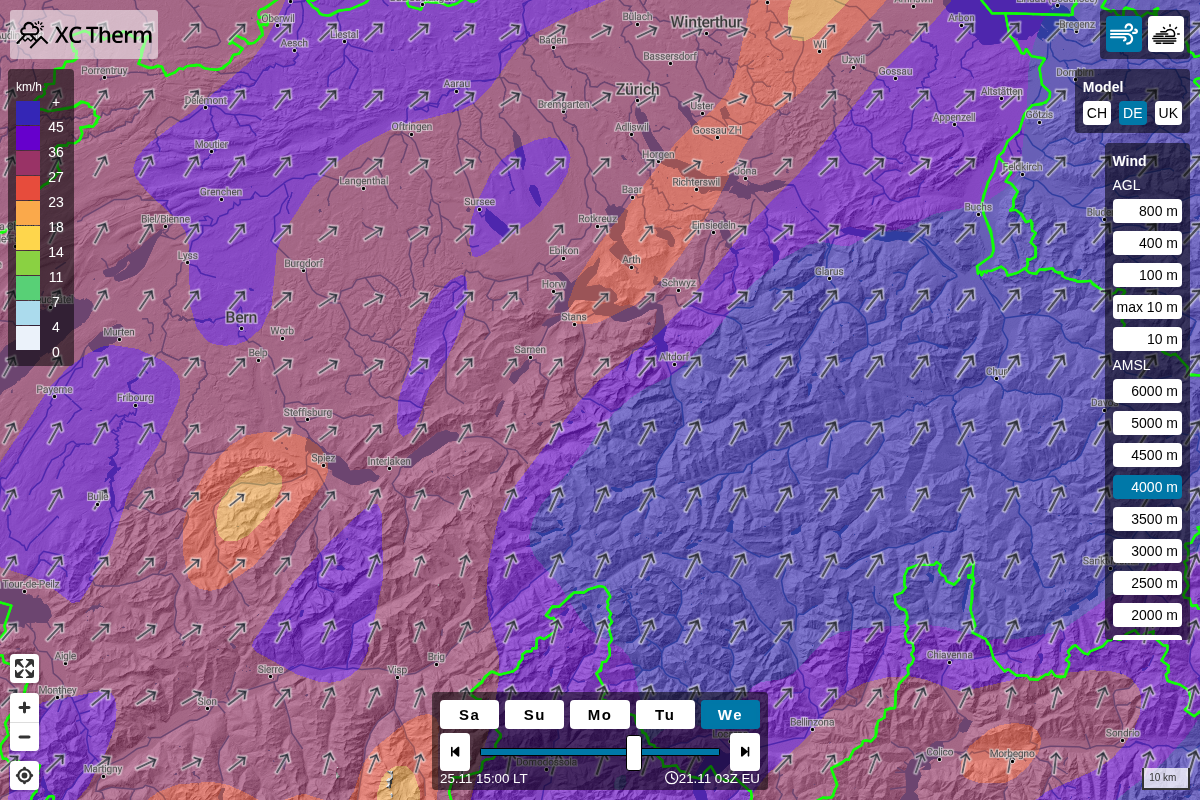 XC Therm
km/h
+
45
36
27
23
18
14
11
7
4
0
Oberwil
Aesch
Liestal
Porrentruy
Delémont
Moutier
Grenchen
Biel/Bienne
Lyss
Burgdorf
Bern
Worb
Belp
Murten
Payerne
Fribourg
Steffisburg
Spiez
Interlaken
Bulle
Tour-de-Peilz
Aigle
Monthey
Martigny
Sion
Sierre
Visp
Brig
Bülach
Winterthur
Baden
Bassersdorf
Aarau
Zürich
Bremgarten
Uster
Oftringen
Adliswil
Gossau ZH
Langenthal
Horgen
Jona
Richterswil
Baar
Sursee
Rotkreuz
Einsiedeln
Ebikon
Arth
Horw
Schwyz
Stans
Sarnen
Altdorf
Glarus
Wil
Uzwil
Gossau
Arbon
Bregenz
Dornbirn
Altstätten
Götzis
Appenzell
Feldkirch
Buchs
Chur
Chiavenna
Bellinzona
Colico
Morbegno
Sondrio
Domodossola
Model
CH
DE
UK
Wind
AGL
800 m
400 m
100 m
max 10 m
10 m
AMSL
6000 m
5000 m
4500 m
4000 m
3500 m
3000 m
2500 m
2000 m
Sa
Su
Mo
Tu
We
25.11 15:00 LT
21.11 03Z EU
+
−
10 km